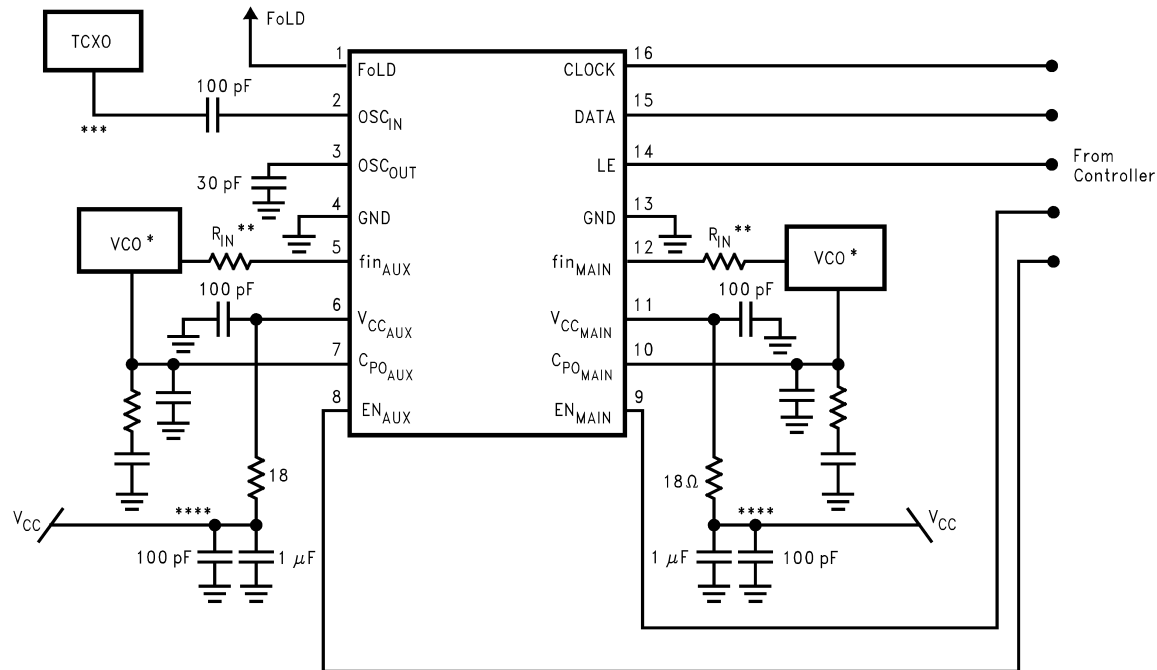 FoLD
TCXO
***
100 pF
1
2
3
4
5
6
7
8
30 pF
VCO *
R_IN **
100 pF
18
V_CC
****
100 pF
1 μF
FoLD
OSC_IN
OSC_OUT
GND
fin_AUX
V_CC_AUX
C_PO_AUX
EN_AUX
CLOCK
DATA
LE
GND
fin_MAIN
V_CC_MAIN
C_PO_MAIN
EN_MAIN
16
15
14
13
12
11
10
9
From
Controller
R_IN **
VCO *
100 pF
18Ω
****
V_CC
1 μF
100 pF